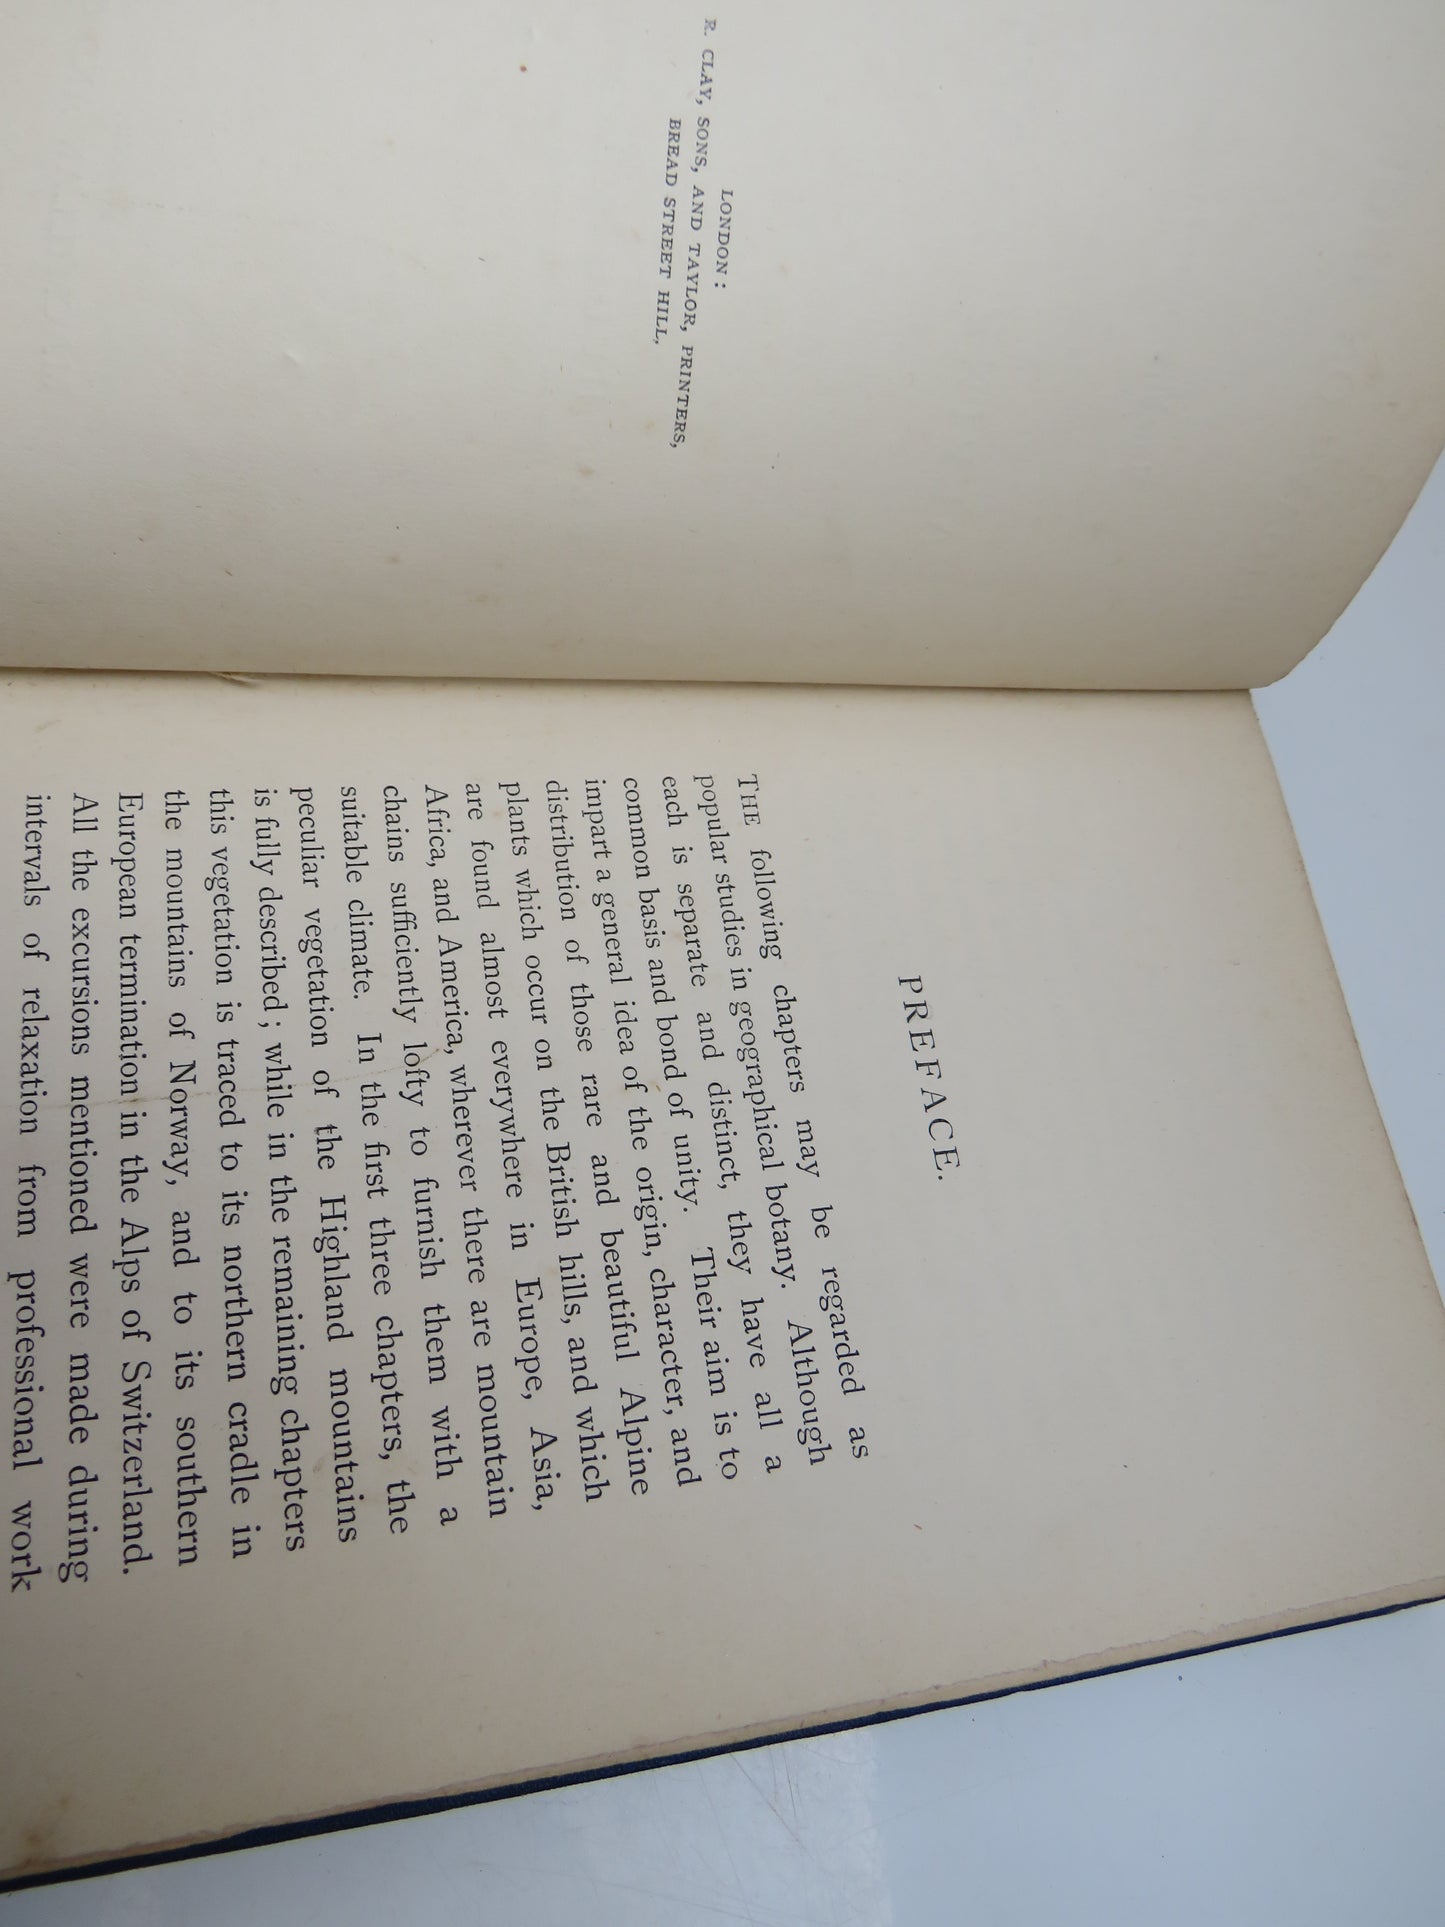 LONDON:
R. CLAY, SONS, AND TAYLOR, PRINTERS,
BREAD STREET HILL,
PREFACE.
THE following chapters may be regarded as
popular studies in geographical botany. Although
each is separate and distinct, they have all a
common basis and bond of unity. Their aim is to
impart a general idea of the origin, character, and
distribution of those rare and beautiful Alpine
plants which occur on the British hills, and which
are found almost everywhere in Europe, Asia,
Africa, and America, wherever there are mountain
chains sufficiently lofty to furnish them with a
suitable climate. In the first three chapters, the
peculiar vegetation of the Highland mountains
is fully described; while in the remaining chapters
this vegetation is traced to its northern cradle in
the mountains of Norway, and to its southern
European termination in the Alps of Switzerland.
All the excursions mentioned were made during
intervals of relaxation from professional work